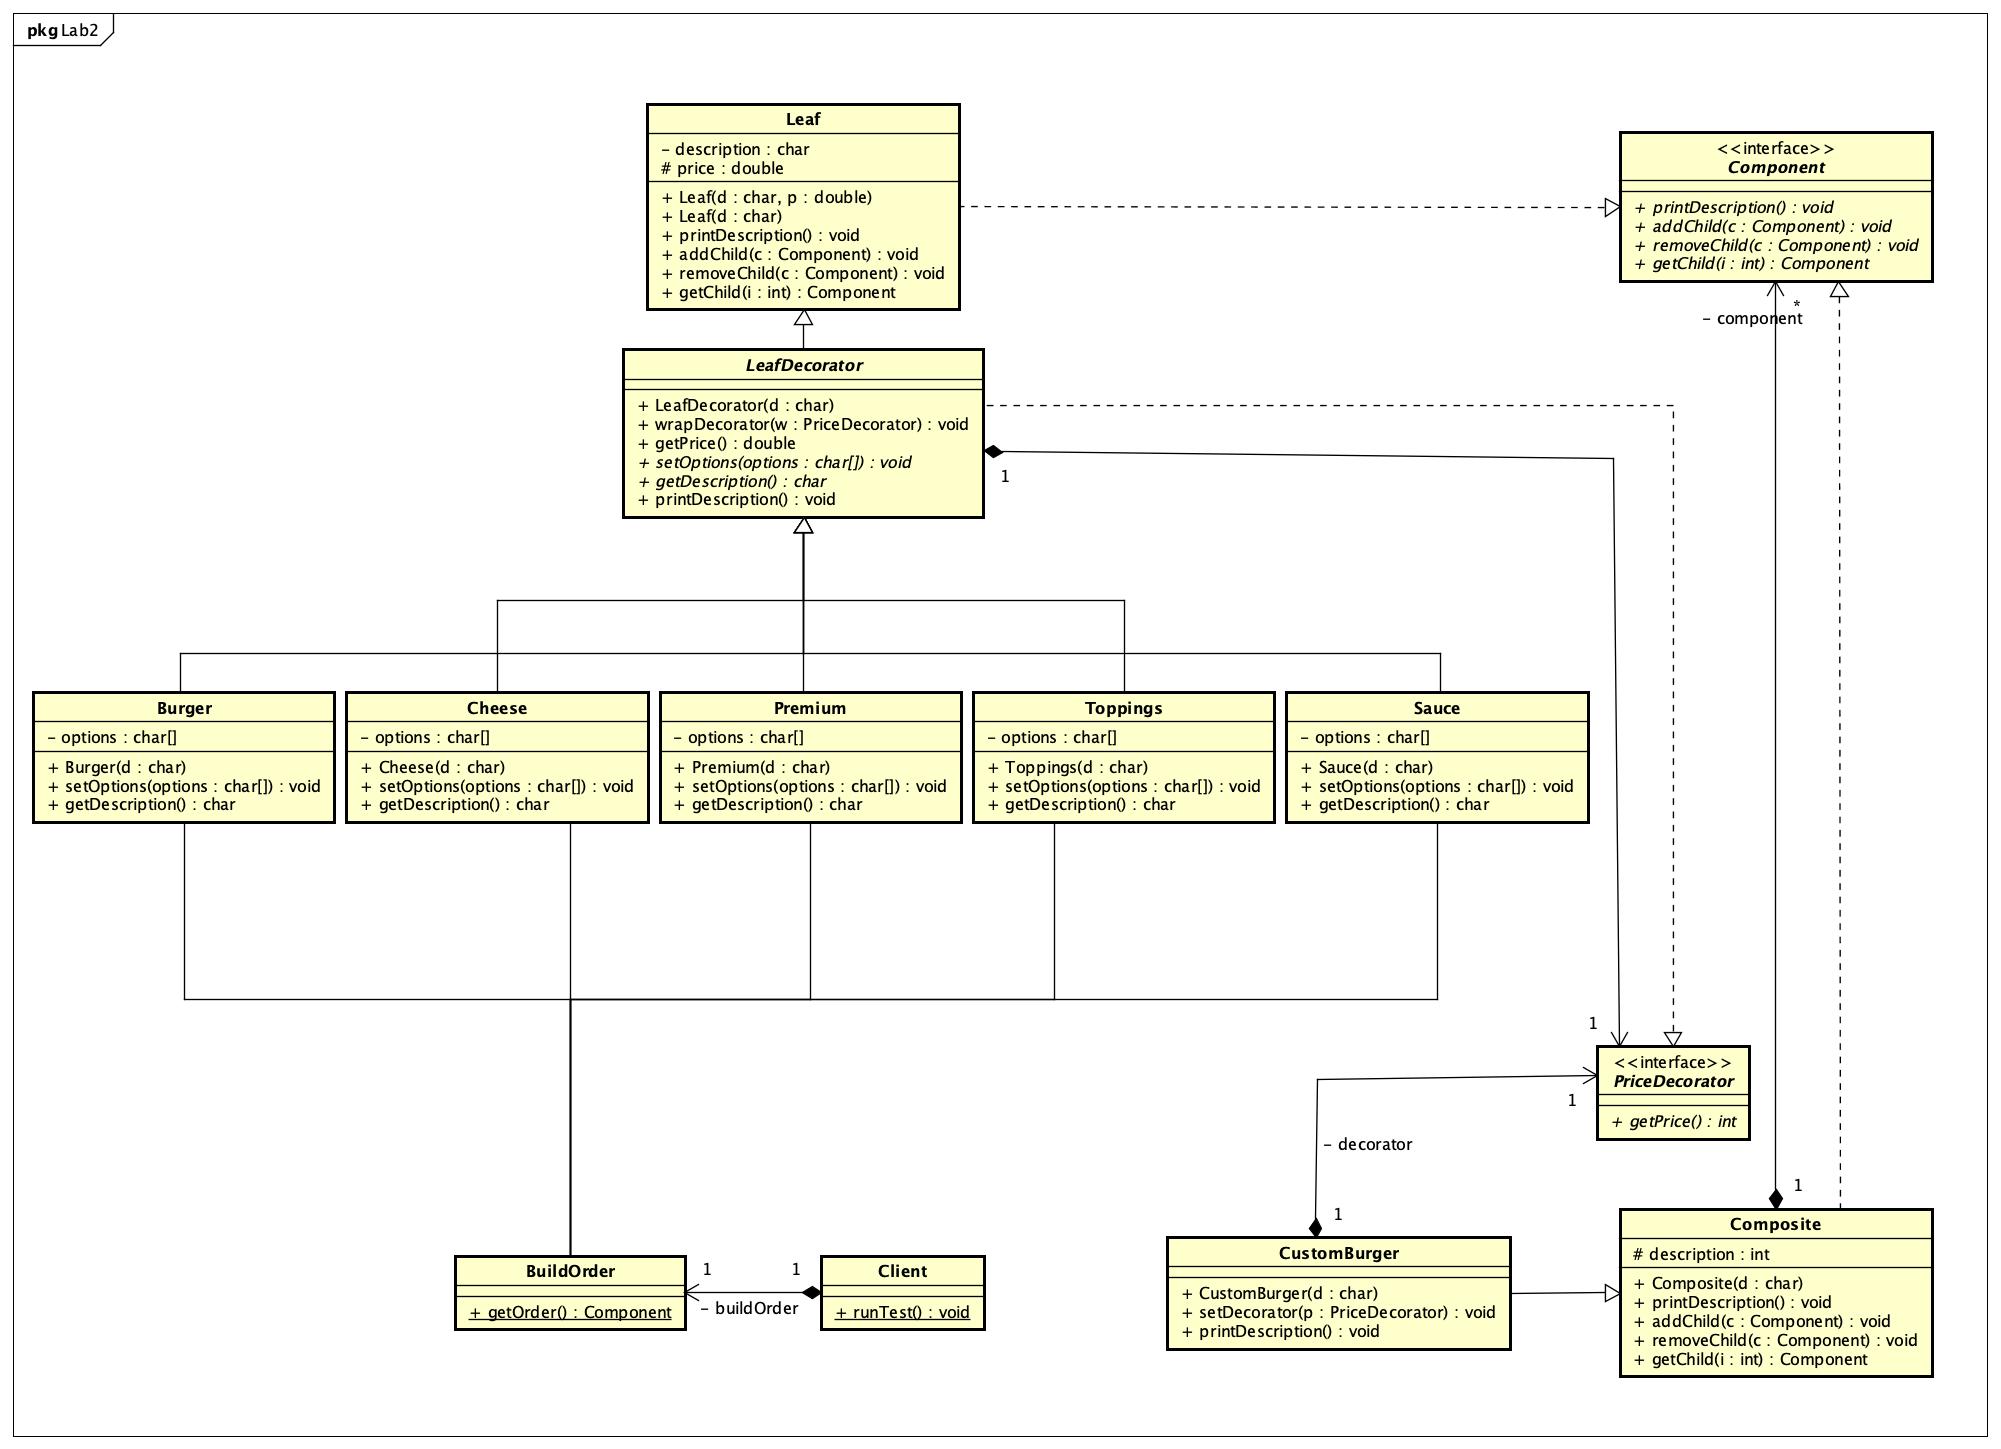 pkg Lab2
Leaf
- description : char
# price : double
+ Leaf(d : char, p : double)
+ Leaf(d : char)
+ printDescription() : void
+ addChild(c : Component) : void
+ removeChild(c : Component) : void
+ getChild(i : int) : Component
<<interface>>
Component
+ printDescription() : void
+ addChild(c : Component) : void
+ removeChild(c : Component) : void
+ getChild(i : int) : Component
*
- component
LeafDecorator
+ LeafDecorator(d : char)
+ wrapDecorator(w : PriceDecorator) : void
+ getPrice() : double
+ setOptions(options : char[]) : void
+ getDescription() : char
+ printDescription() : void
1
Burger
- options : char[]
+ Burger(d : char)
+ setOptions(options : char[]) : void
+ getDescription() : char
Cheese
- options : char[]
+ Cheese(d : char)
+ setOptions(options : char[]) : void
+ getDescription() : char
Premium
- options : char[]
+ Premium(d : char)
+ setOptions(options : char[]) : void
+ getDescription() : char
Toppings
- options : char[]
+ Toppings(d : char)
+ setOptions(options : char[]) : void
+ getDescription() : char
Sauce
- options : char[]
+ Sauce(d : char)
+ setOptions(options : char[]) : void
+ getDescription() : char
1
<<interface>>
PriceDecorator
+ getPrice() : int
1
- decorator
1
1
BuildOrder
+ getOrder() : Component
1
1
- buildOrder
Client
+ runTest() : void
CustomBurger
+ CustomBurger(d : char)
+ setDecorator(p : PriceDecorator) : void
+ printDescription() : void
Composite
# description : int
+ Composite(d : char)
+ printDescription() : void
+ addChild(c : Component) : void
+ removeChild(c : Component) : void
+ getChild(i : int) : Component